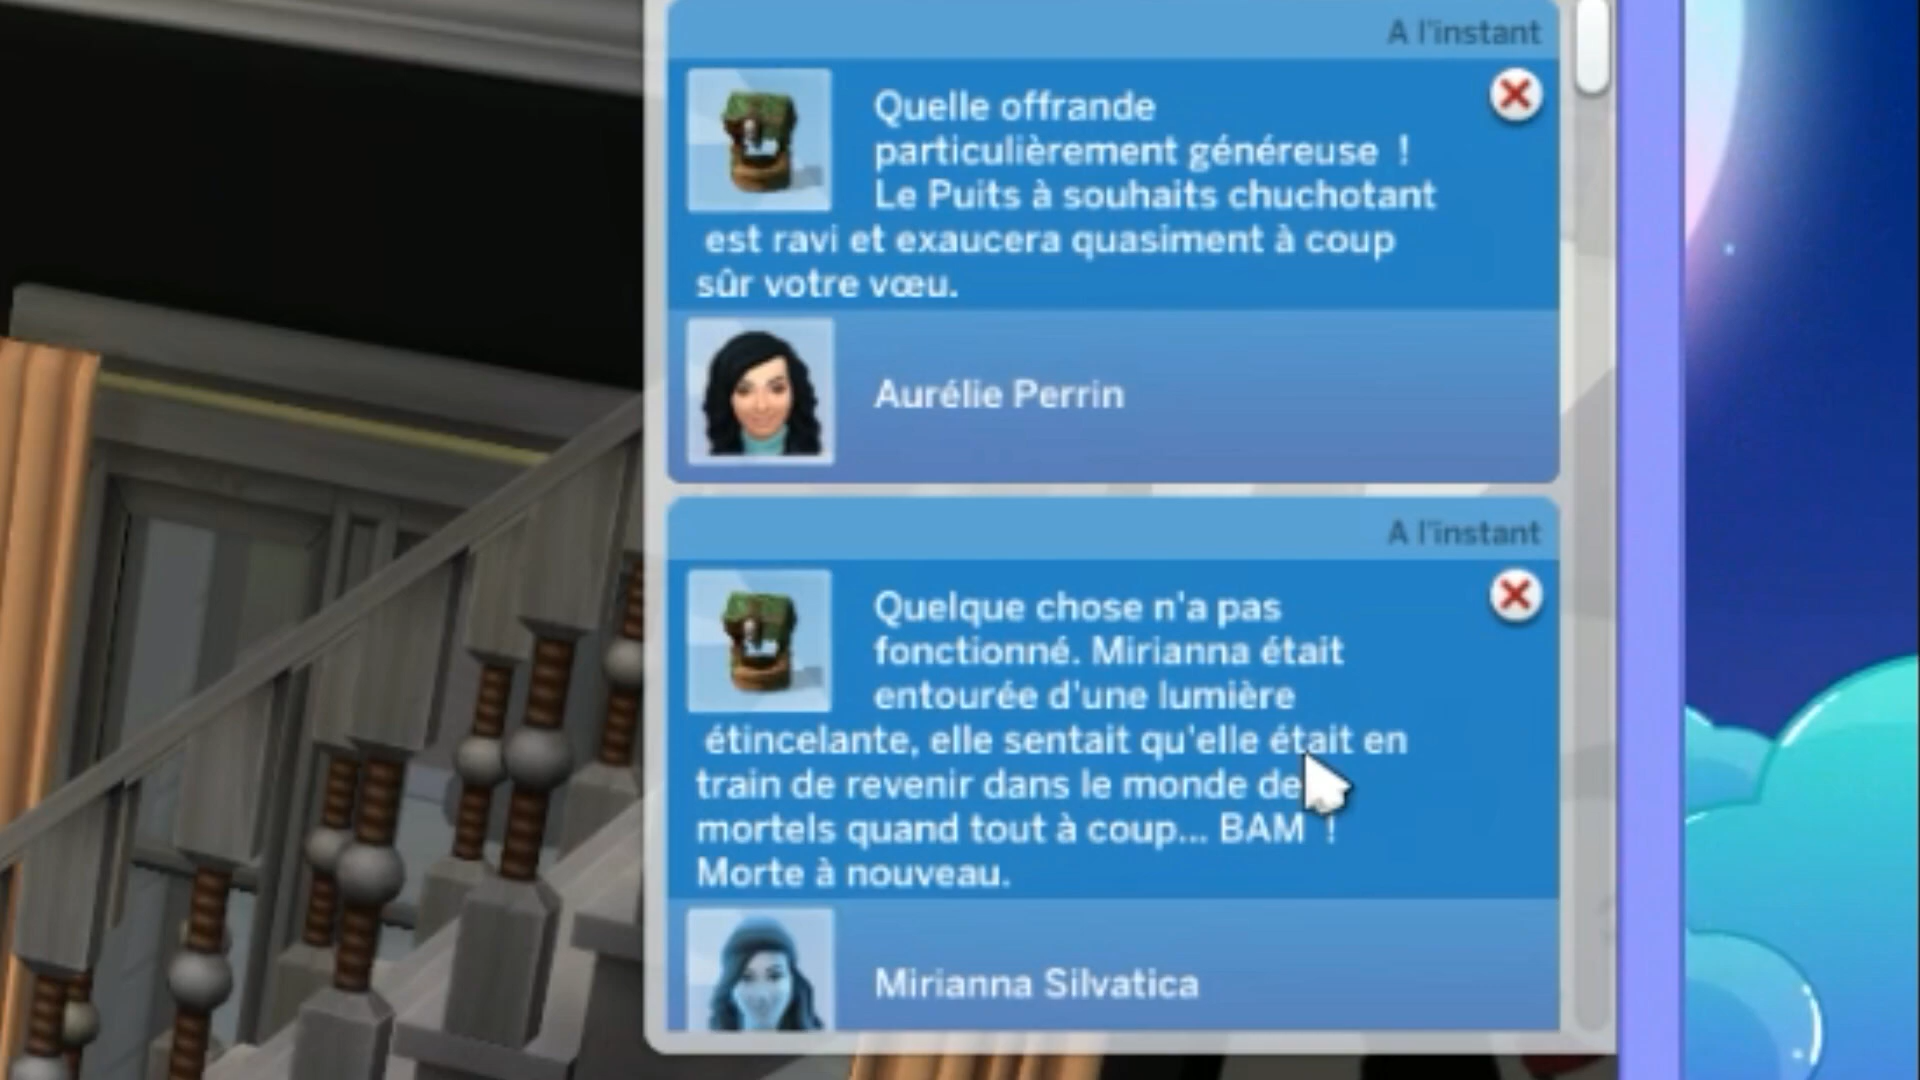 A l'instant
Quelle offrande
particulièrement généreuse !
Le Puits à souhaits chuchotant
est ravi et exaucera quasiment à coup
sûr votre vœu.
Aurélie Perrin
A l'instant
Quelque chose n'a pas
fonctionné. Mirianna était
entourée d'une lumière
étincelante, elle sentait qu'elle était en
train de revenir dans le monde de
mortels quand tout à coup... BAM !
Morte à nouveau.
Mirianna Silvatica